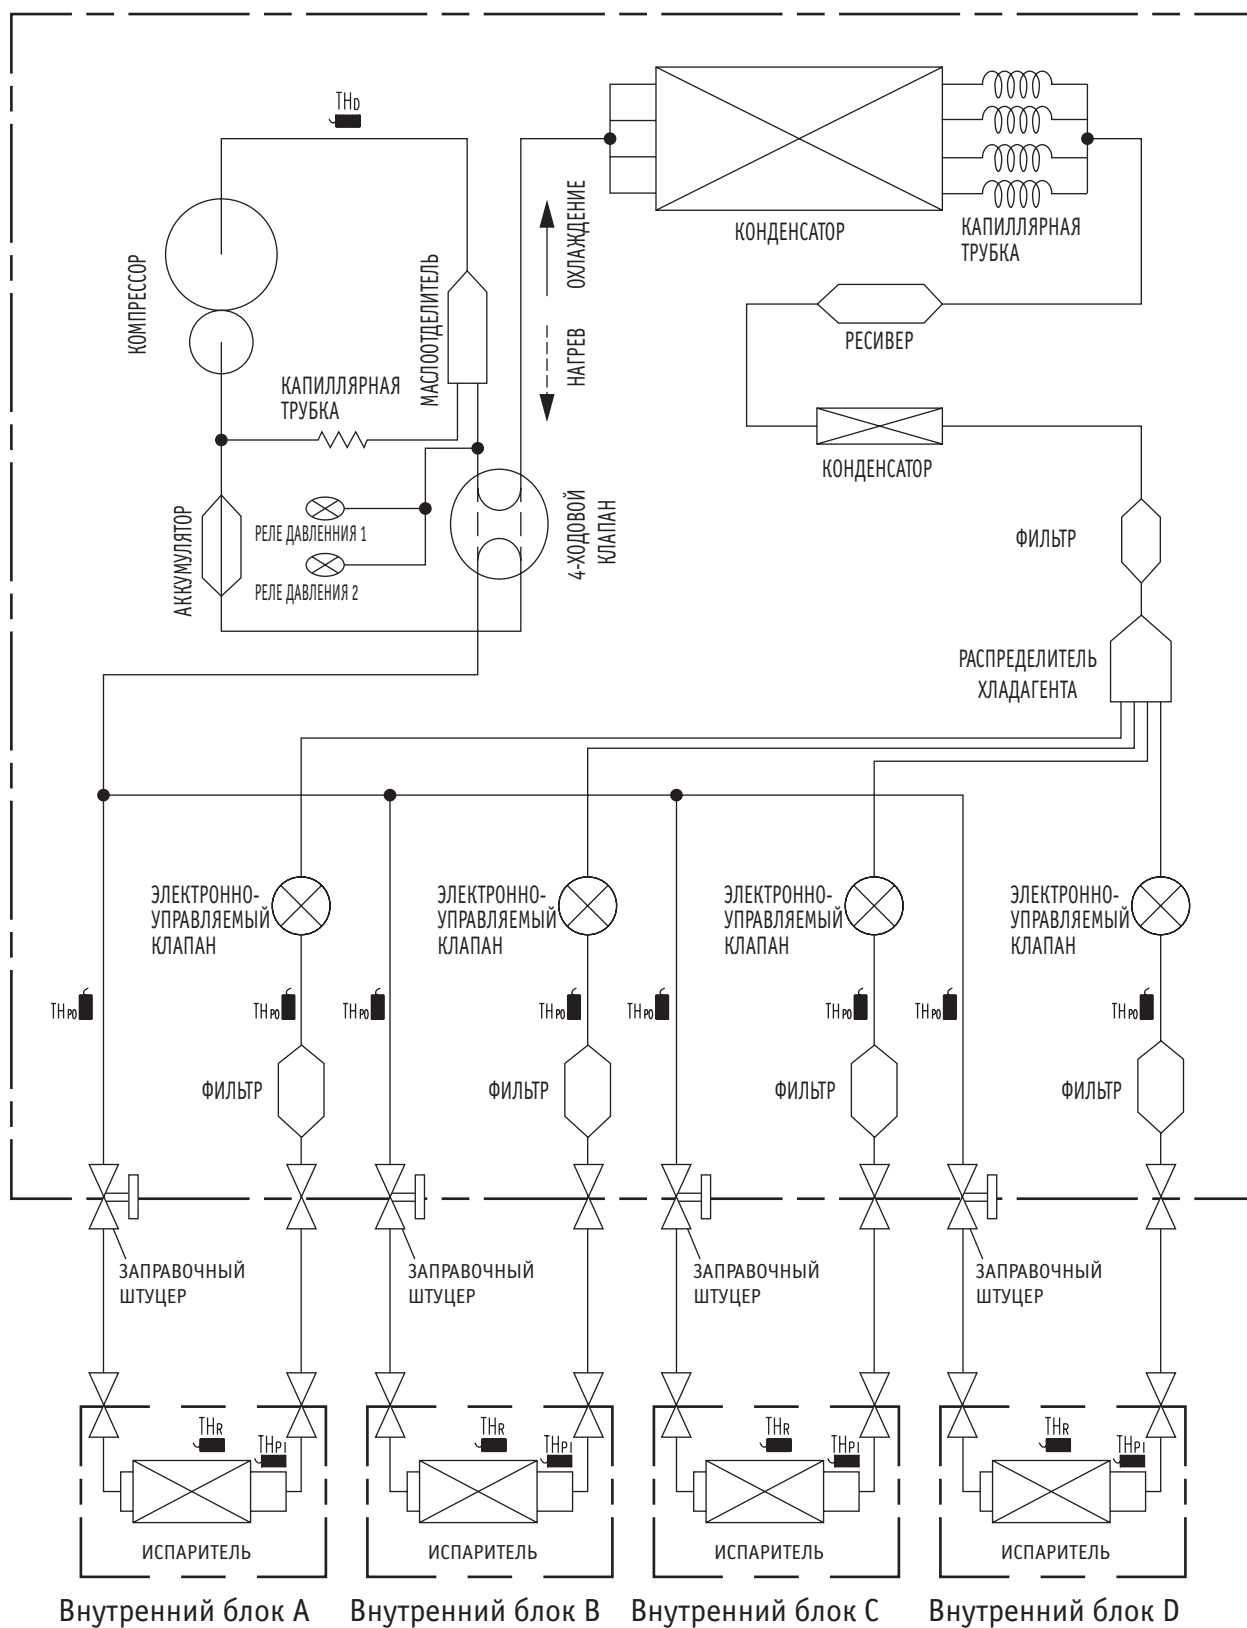 THD
КОМПРЕССОР
МАСЛООТДЕЛИТЕЛЬ
ОХЛАЖДЕНИЕ
НАГРЕВ
КОНДЕНСАТОР
КАПИЛЛЯРНАЯ
ТРУБКА
РЕСИВЕР
КАПИЛЛЯРНАЯ
ТРУБКА
КОНДЕНСАТОР
АККУМУЛЯТОР
РЕЛЕ ДАВЛЕННИЯ 1
РЕЛЕ ДАВЛЕНИЯ 2
4-ХОДОВОЙ
КЛАПАН
ФИЛЬТР
РАСПРЕДЕЛИТЕЛЬ
ХЛАДАГЕНТА
ЭЛЕКТРОННО-
УПРАВЛЯЕМЫЙ
КЛАПАН
ЭЛЕКТРОННО-
УПРАВЛЯЕМЫЙ
КЛАПАН
ЭЛЕКТРОННО-
УПРАВЛЯЕМЫЙ
КЛАПАН
ЭЛЕКТРОННО-
УПРАВЛЯЕМЫЙ
КЛАПАН
THPO
THPO
THPO
THPO
THPO
THPO
THPO
THPO
ФИЛЬТР
ФИЛЬТР
ФИЛЬТР
ФИЛЬТР
ЗАПРАВОЧНЫЙ
ШТУЦЕР
ЗАПРАВОЧНЫЙ
ШТУЦЕР
ЗАПРАВОЧНЫЙ
ШТУЦЕР
ЗАПРАВОЧНЫЙ
ШТУЦЕР
THR
THPI
THR
THPI
THR
THPI
THR
THPI
ИСПАРИТЕЛЬ
ИСПАРИТЕЛЬ
ИСПАРИТЕЛЬ
ИСПАРИТЕЛЬ
Внутренний блок A
Внутренний блок B
Внутренний блок C
Внутренний блок D